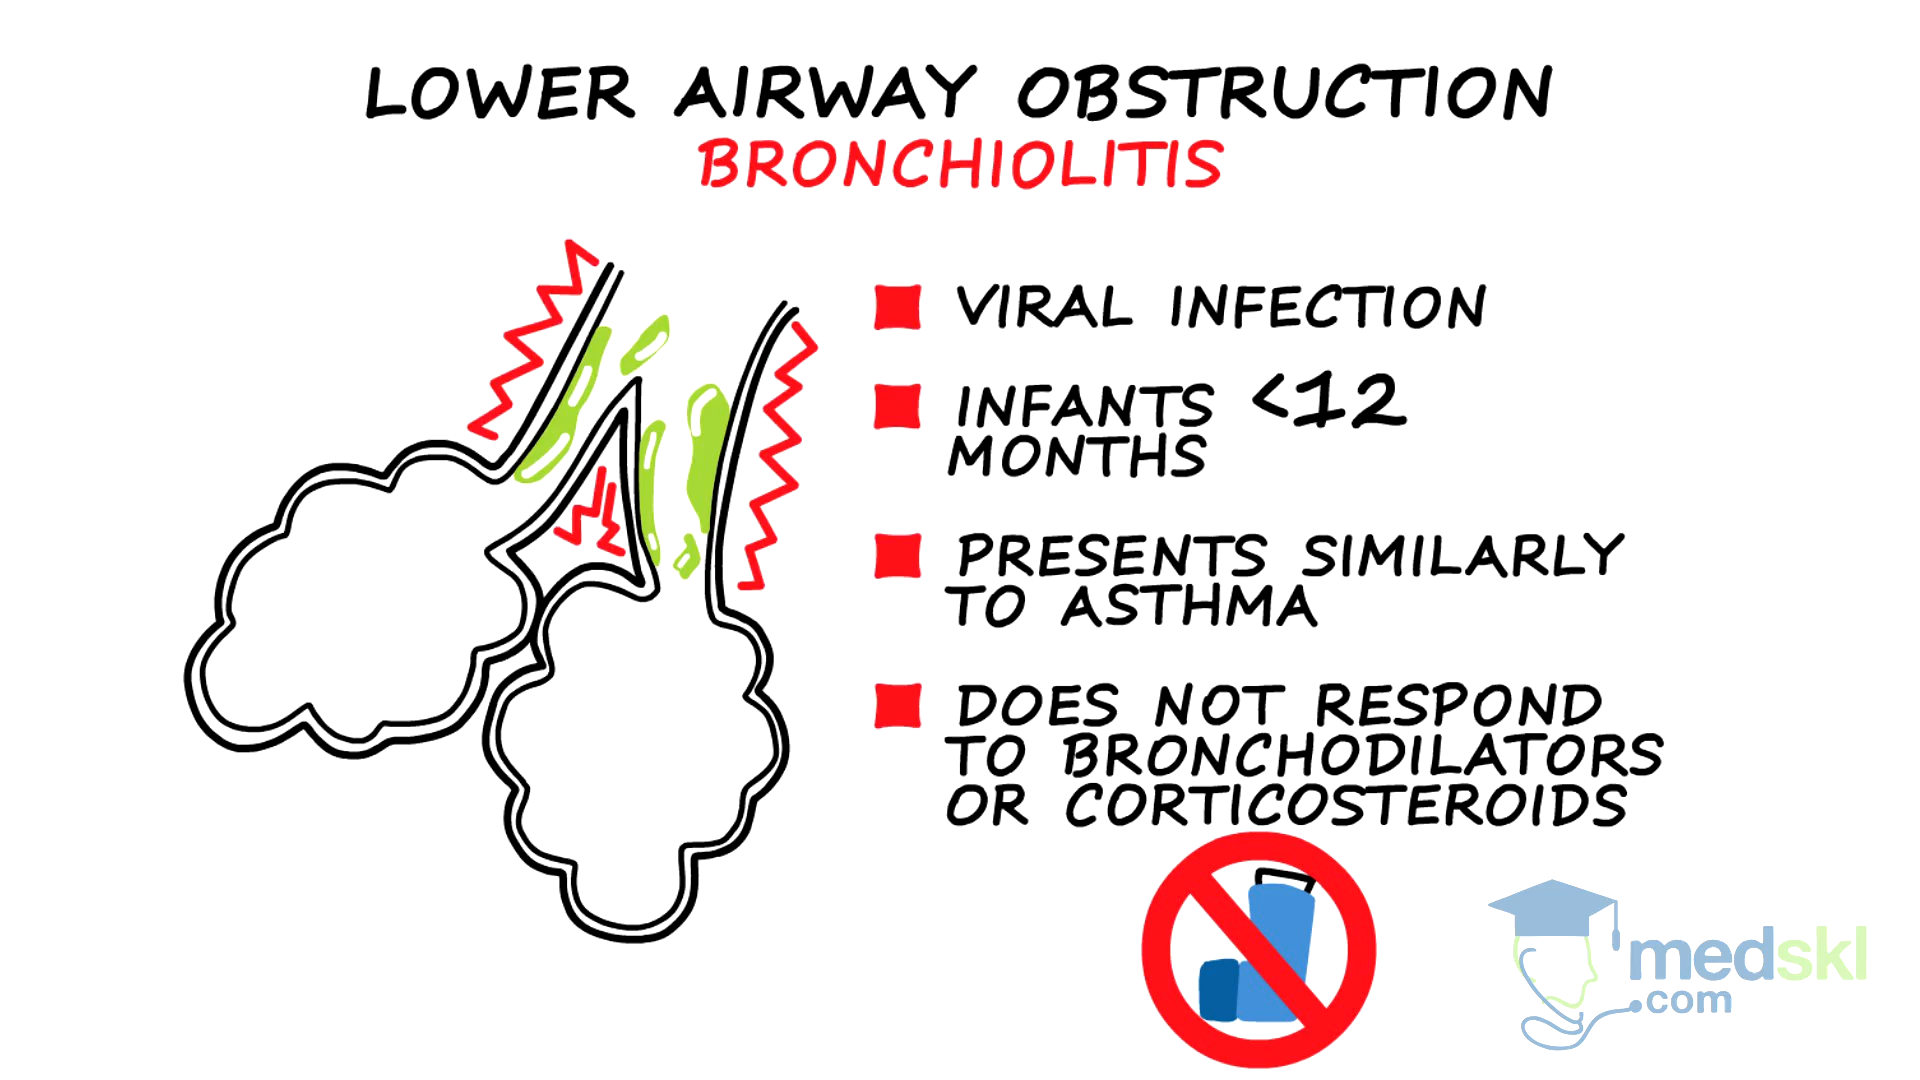 LOWER AIRWAY OBSTRUCTION
BRONCHIOLITIS
VIRAL INFECTION
INFANTS <12
MONTHS
PRESENTS SIMILARLY
TO ASTHMA
DOES NOT RESPOND
TO BRONCHODILATORS
OR CORTICOSTEROIDS
medskl
.com